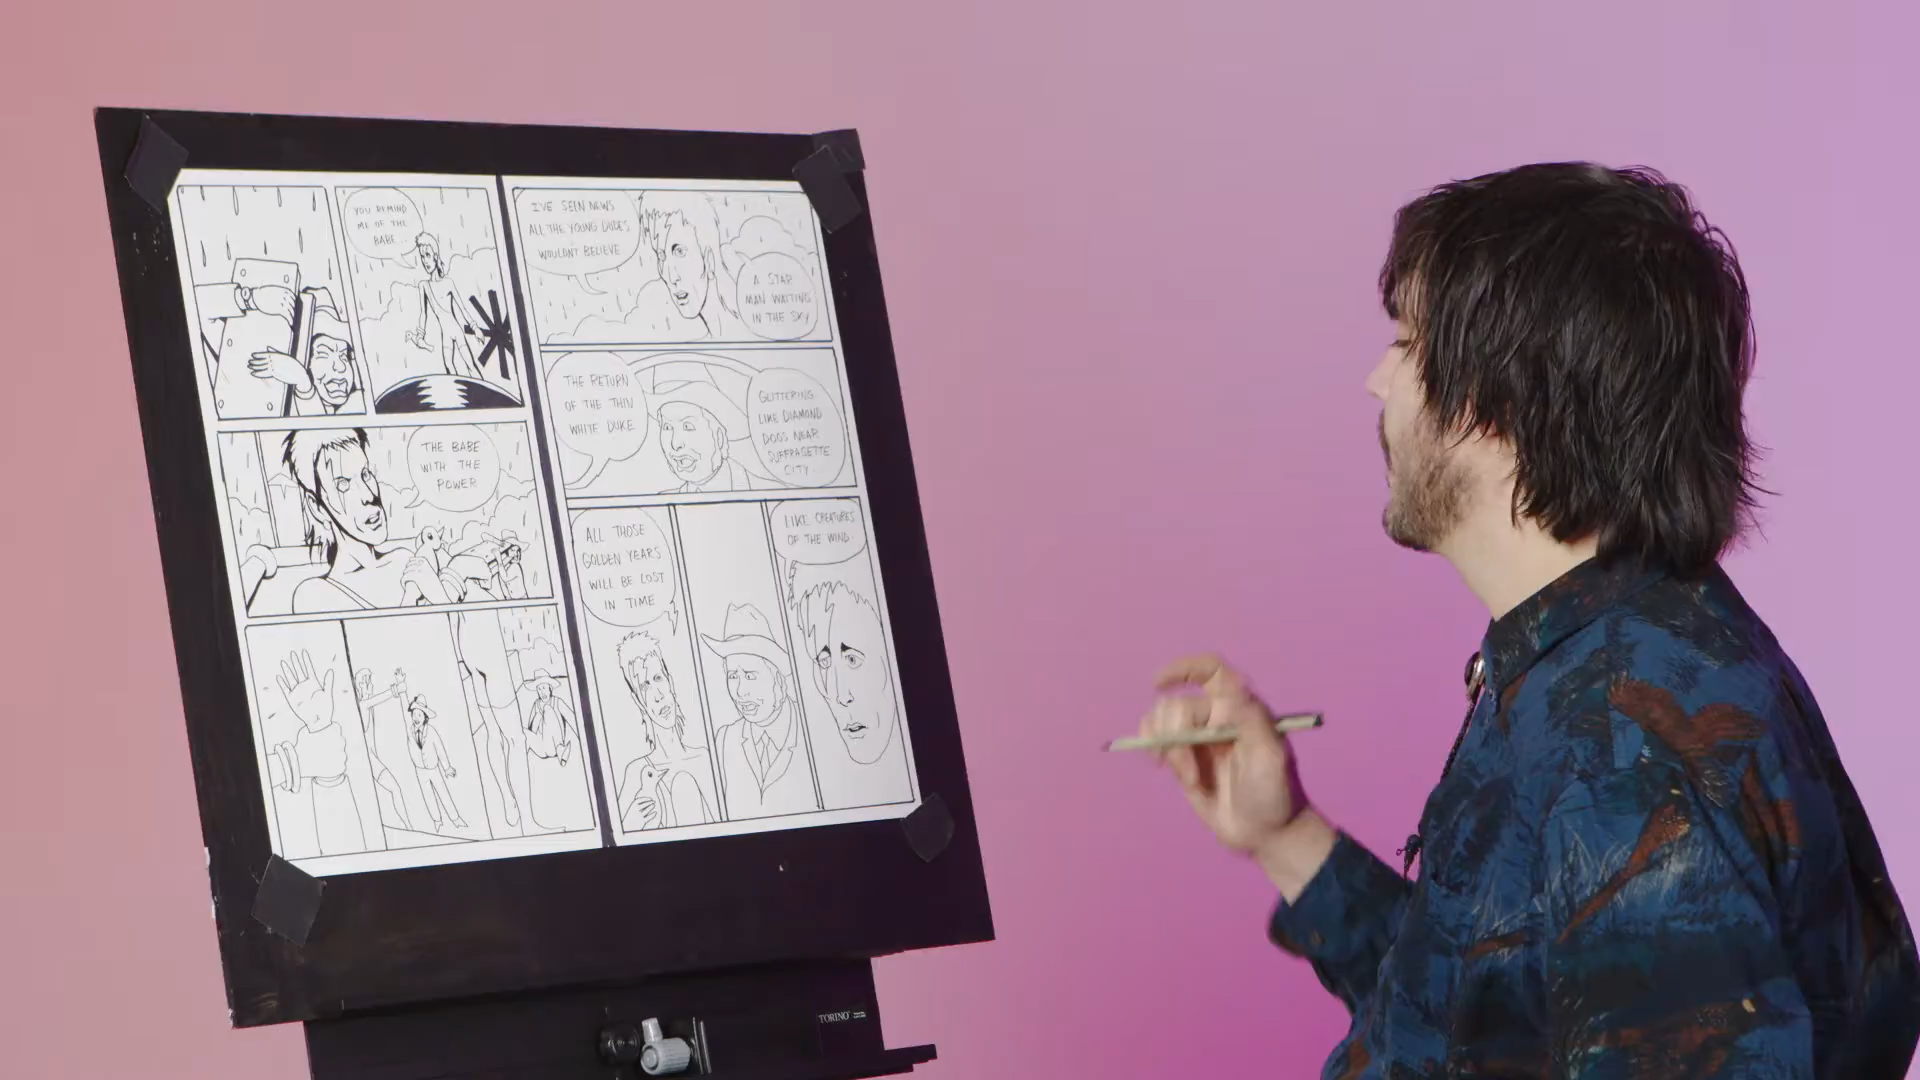 YOU REMIND
ME OF THE
BABE..
THE BABE
WITH THE
POWER
I'VE SEEN NEWS
ALL THE YOUNG DUDES
WOULDN'T BELIEVE
A STAR
MAN WAITING
IN THE SKY
THE RETURN
OF THE THIN
WHITE DUKE
GLITTERING
LIKE DIAMOND
DOGS NEAR
SUFFRAGETTE
CITY.
ALL THOSE
GOLDEN YEARS
WILL BE LOST
IN TIME
LIKE CREATURES
OF THE WIND.
TORINO